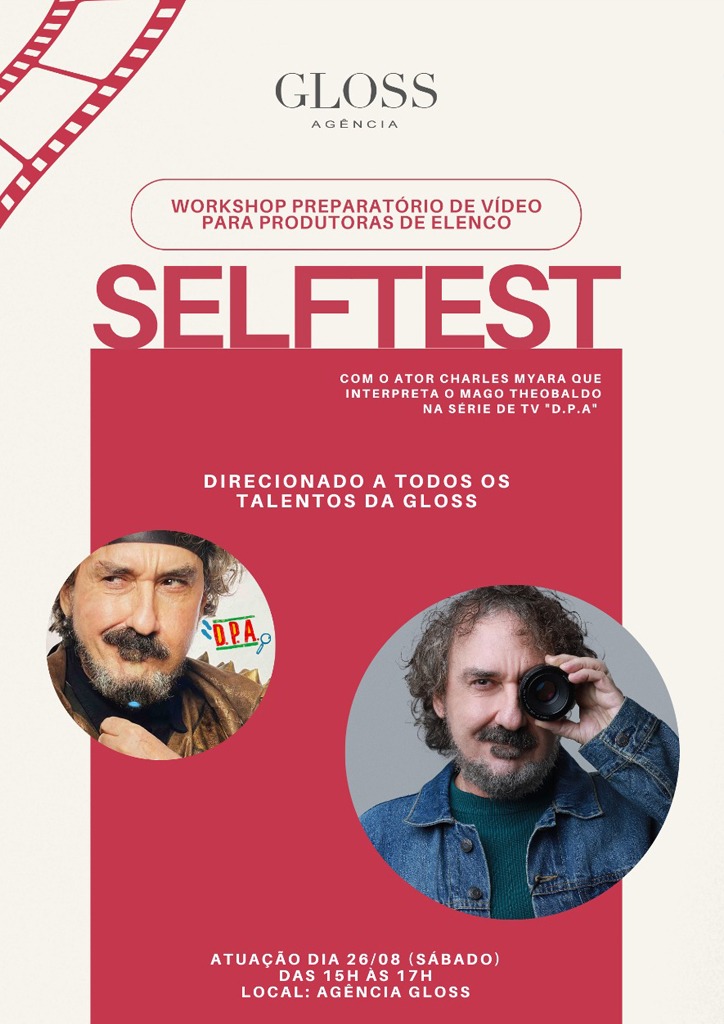 GLOSS
AGÊNCIA
WORKSHOP PREPARATÓRIO DE VÍDEO
PARA PRODUTORAS DE ELENCO
SELFTEST
COM O ATOR CHARLES MYARA QUE
INTERPRETA O MAGO THEOBALDO
NA SÉRIE DE TV "D.P.A"
DIRECIONADO A TODOS OS
TALENTOS DA GLOSS
D.P.A.
ATUAÇÃO DIA 26/08 (SÁBADO)
DAS 15H ÀS 17H
LOCAL: AGÊNCIA GLOSS